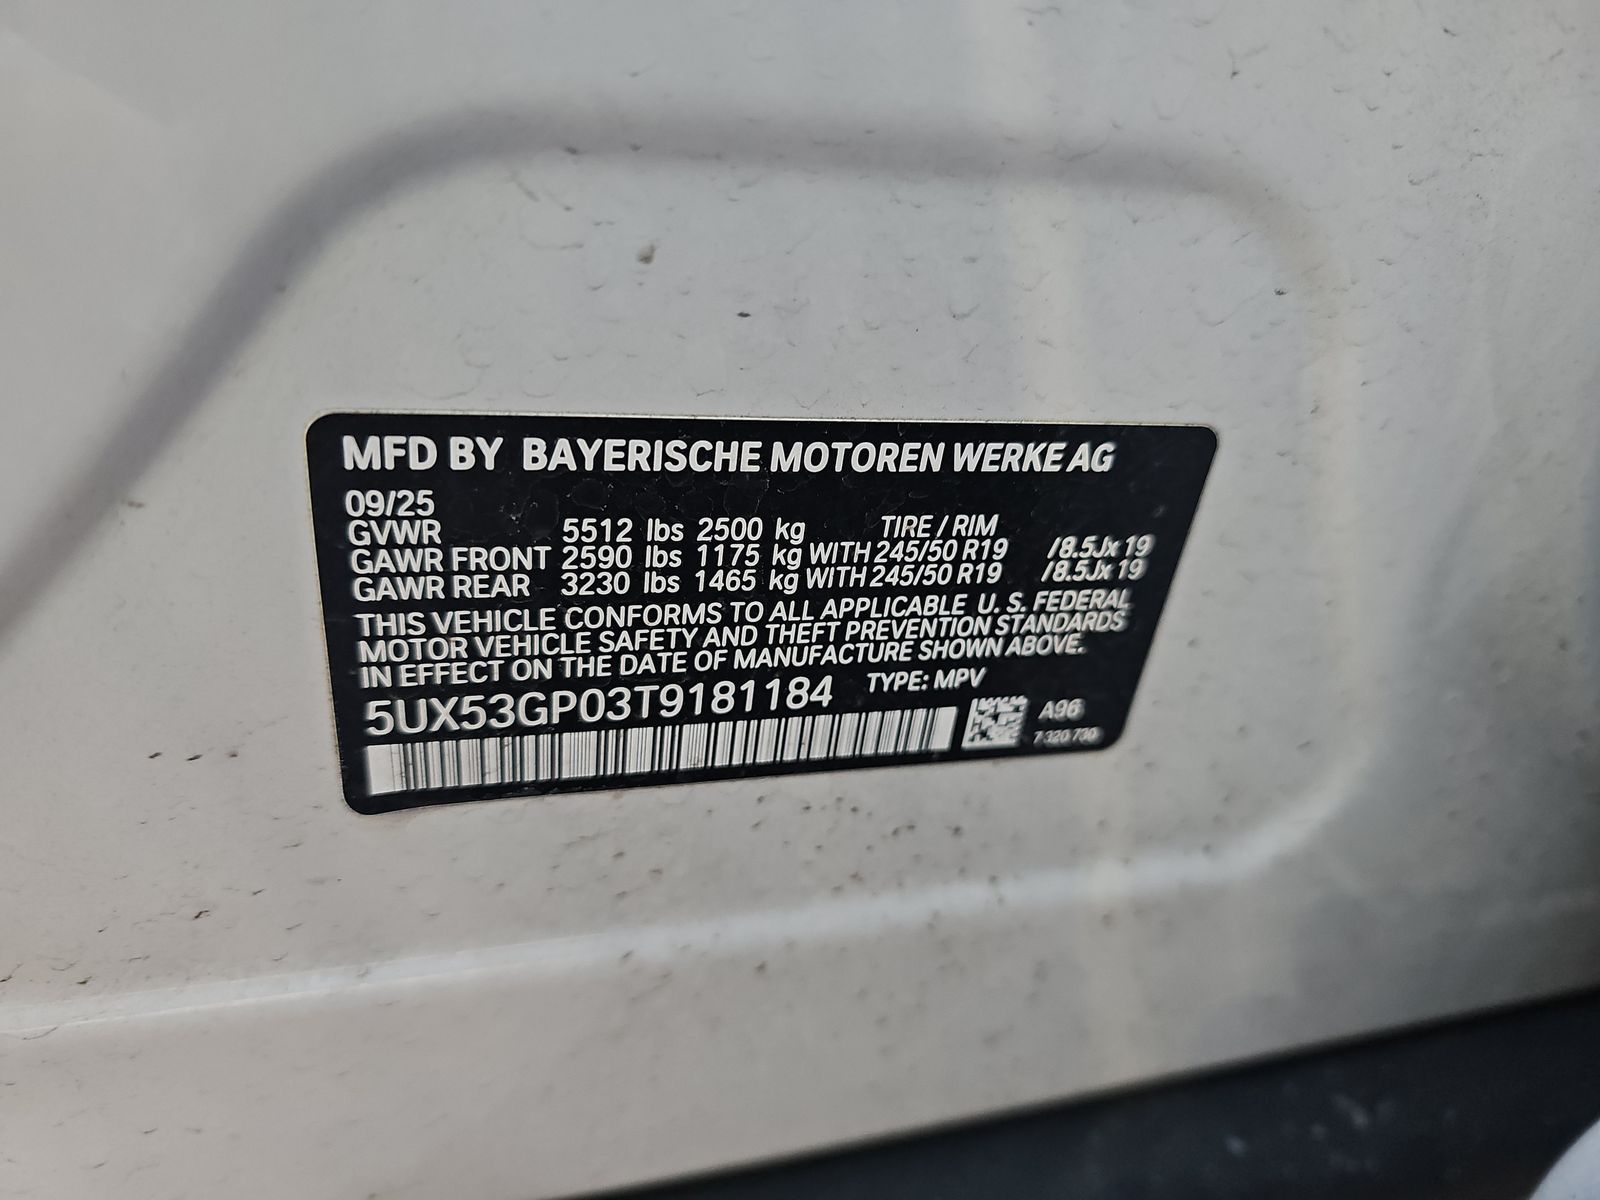 MFD BY BAYERISCHE MOTOREN WERKE AG
09/25
GVWR 5512 lbs 2500 kg TIRE / RIM
GAWR FRONT 2590 lbs 1175 kg WITH 245/50 R19 /8.5Jx 19
GAWR REAR 3230 lbs 1465 kg WITH 245/50 R19 /8.5Jx 19
THIS VEHICLE CONFORMS TO ALL APPLICABLE U. S. FEDERAL
MOTOR VEHICLE SAFETY AND THEFT PREVENTION STANDARDS
IN EFFECT ON THE DATE OF MANUFACTURE SHOWN ABOVE.
5UX53GP03T9181184 TYPE: MPV
A96
7 320 730